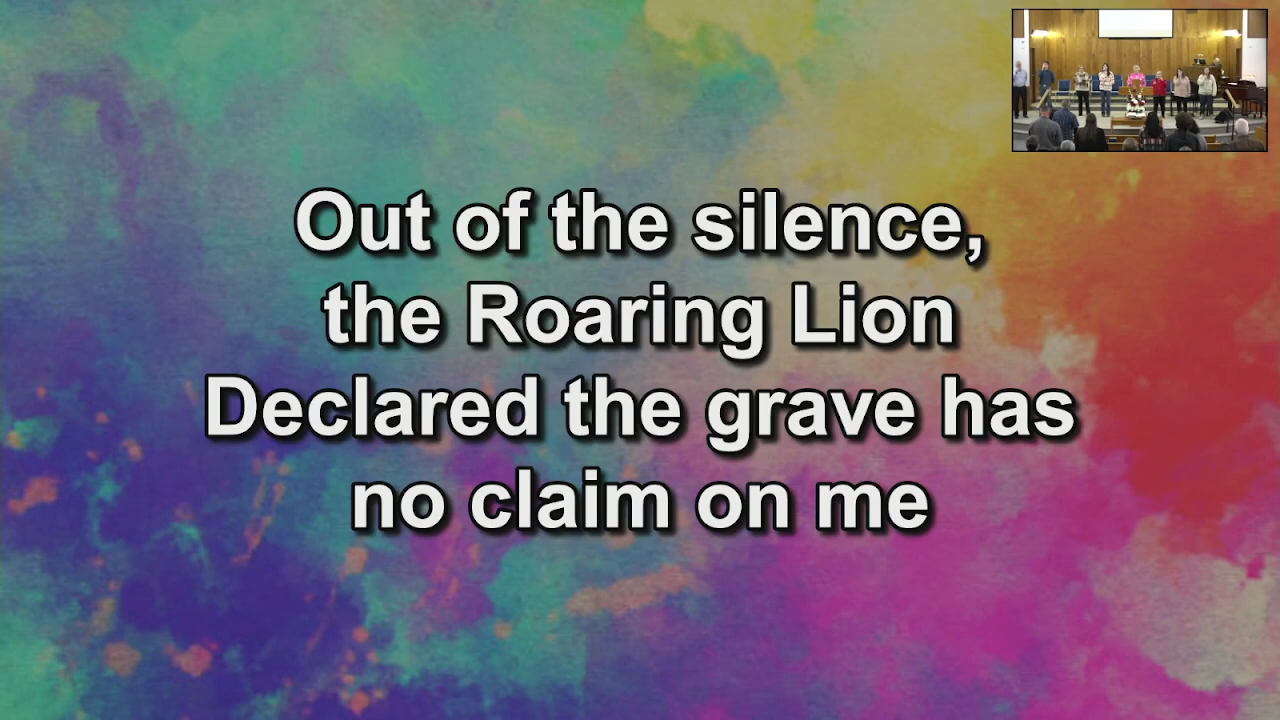 Out of the silence,
the Roaring Lion
Declared the grave has
no claim on me